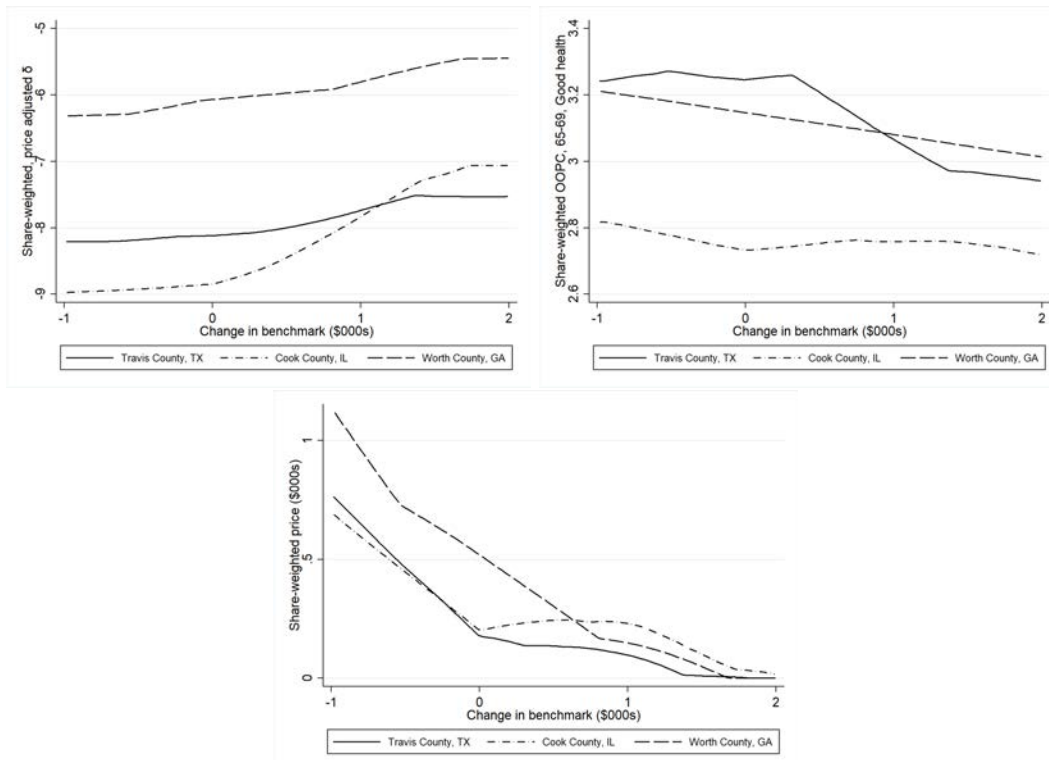 Share-weighted, price adjusted δ
-5
-6
-7
-8
-9
-1 0 1 2
Change in benchmark ($000s)
Travis County, TX Cook County, IL Worth County, GA
Share-weighted OOPC, 65-69, Good health
3.4
3.2
3
2.8
2.6
-1 0 1 2
Change in benchmark ($000s)
Travis County, TX Cook County, IL Worth County, GA
Share-weighted price ($000s)
1
.5
0
-1 0 1 2
Change in benchmark ($000s)
Travis County, TX Cook County, IL Worth County, GA